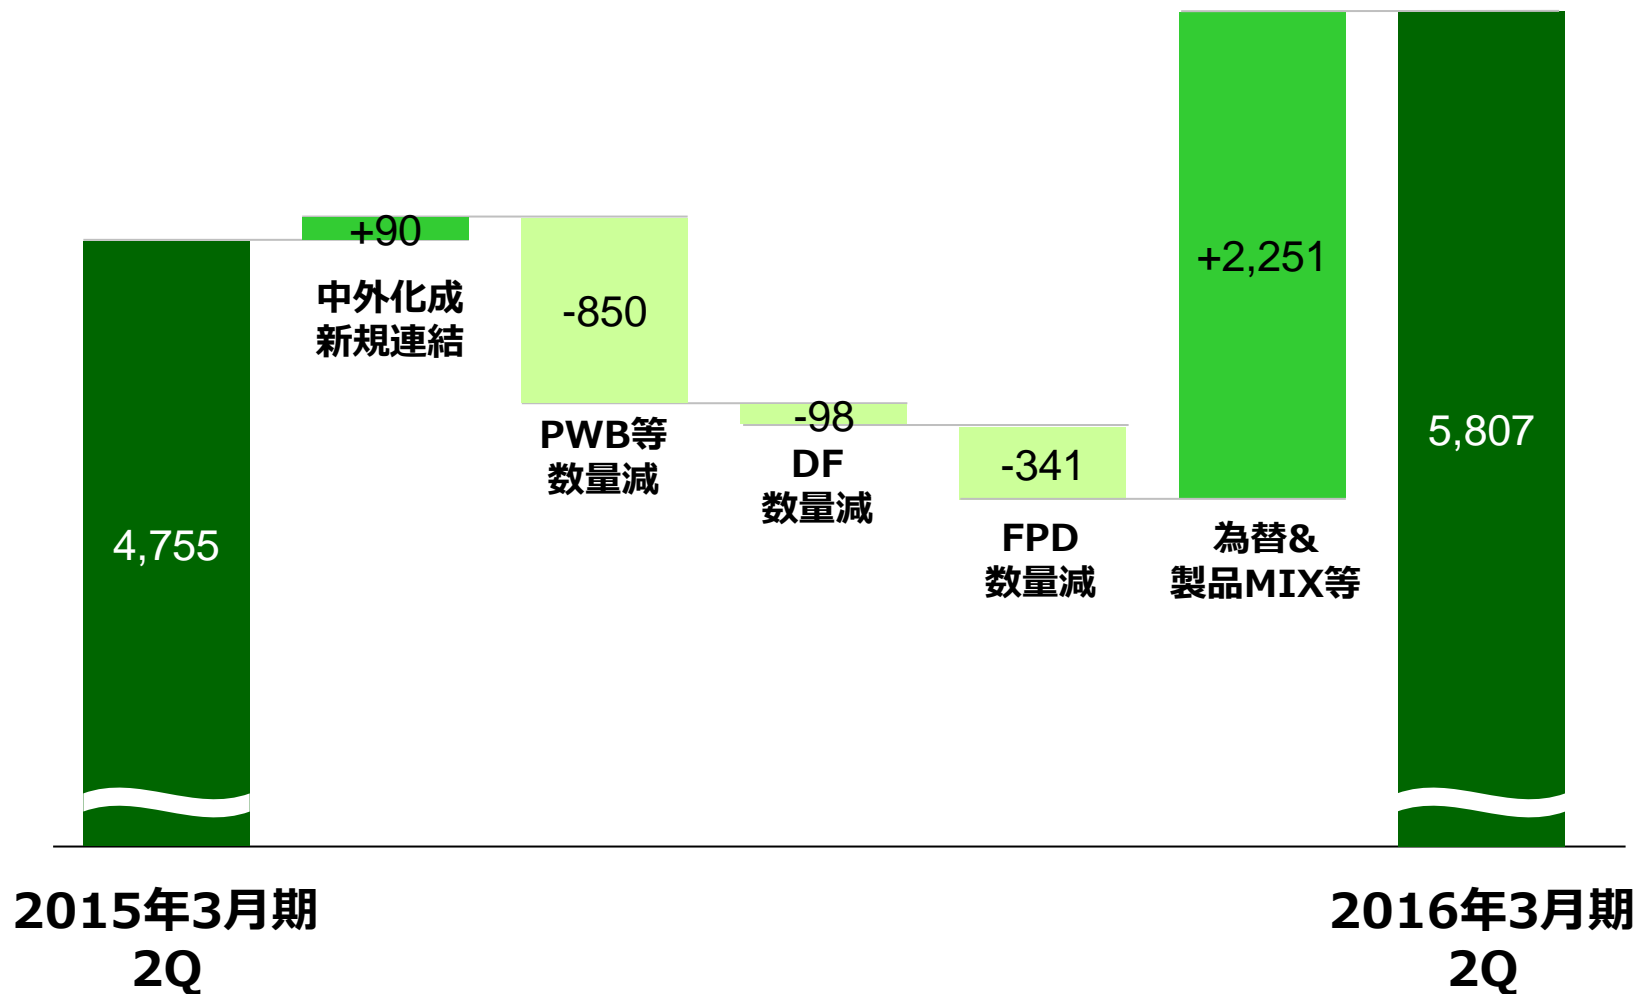 4,755
+90
中外化成
新規連結
-850
PWB等
数量減
-98
DF
数量減
-341
FPD
数量減
+2,251
為替&
製品MIX等
5,807
2015年3月期
2Q
2016年3月期
2Q